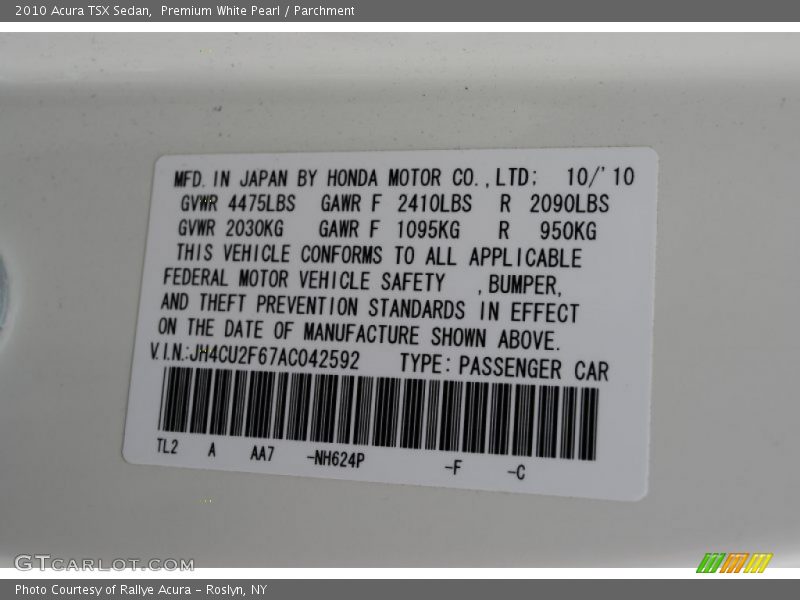 2010 Acura TSX Sedan,  Premium White Pearl / Parchment
MFD. IN JAPAN BY HONDA MOTOR CO., LTD: 10/'10
GVWR 4475LBS GAWR F 2410LBS R 2090LBS
GVWR 2030KG GAWR F 1095KG R 950KG
THIS VEHICLE CONFORMS TO ALL APPLICABLE
FEDERAL MOTOR VEHICLE SAFETY , BUMPER,
AND THEFT PREVENTION STANDARDS IN EFFECT
ON THE DATE OF MANUFACTURE SHOWN ABOVE.
V.I.N.:JH4CU2F67AC042592 TYPE: PASSENGER CAR
TL2 A AA7 -NH624P -F -C
GTCARLOT.COM
Photo Courtesy of Rallye Acura - Roslyn, NY